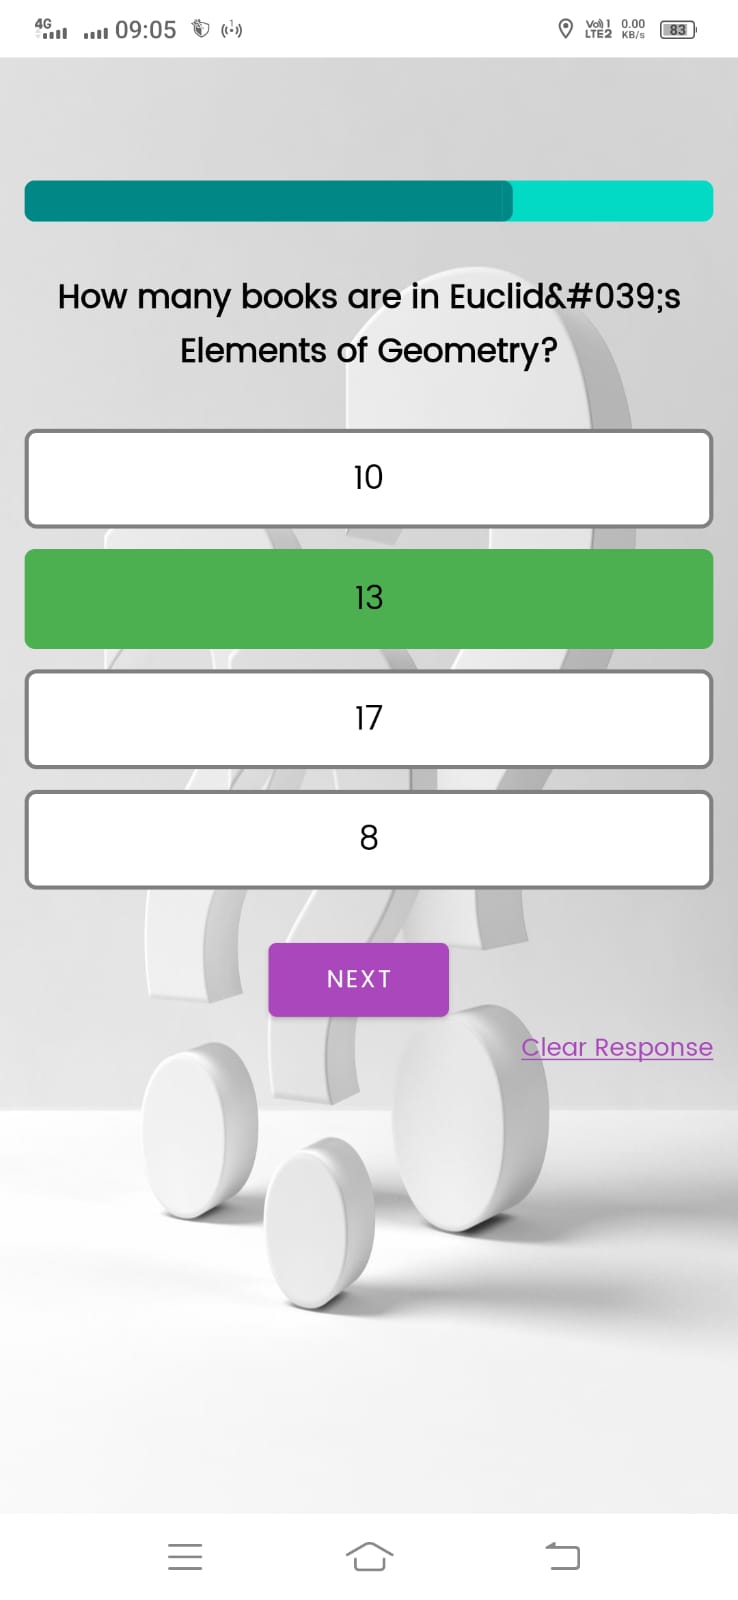 4G 09:05 Vol) 1 LTE2 0.00 KB/s 83
How many books are in Euclid&#039;s
Elements of Geometry?
10
13
17
8
NEXT
Clear Response